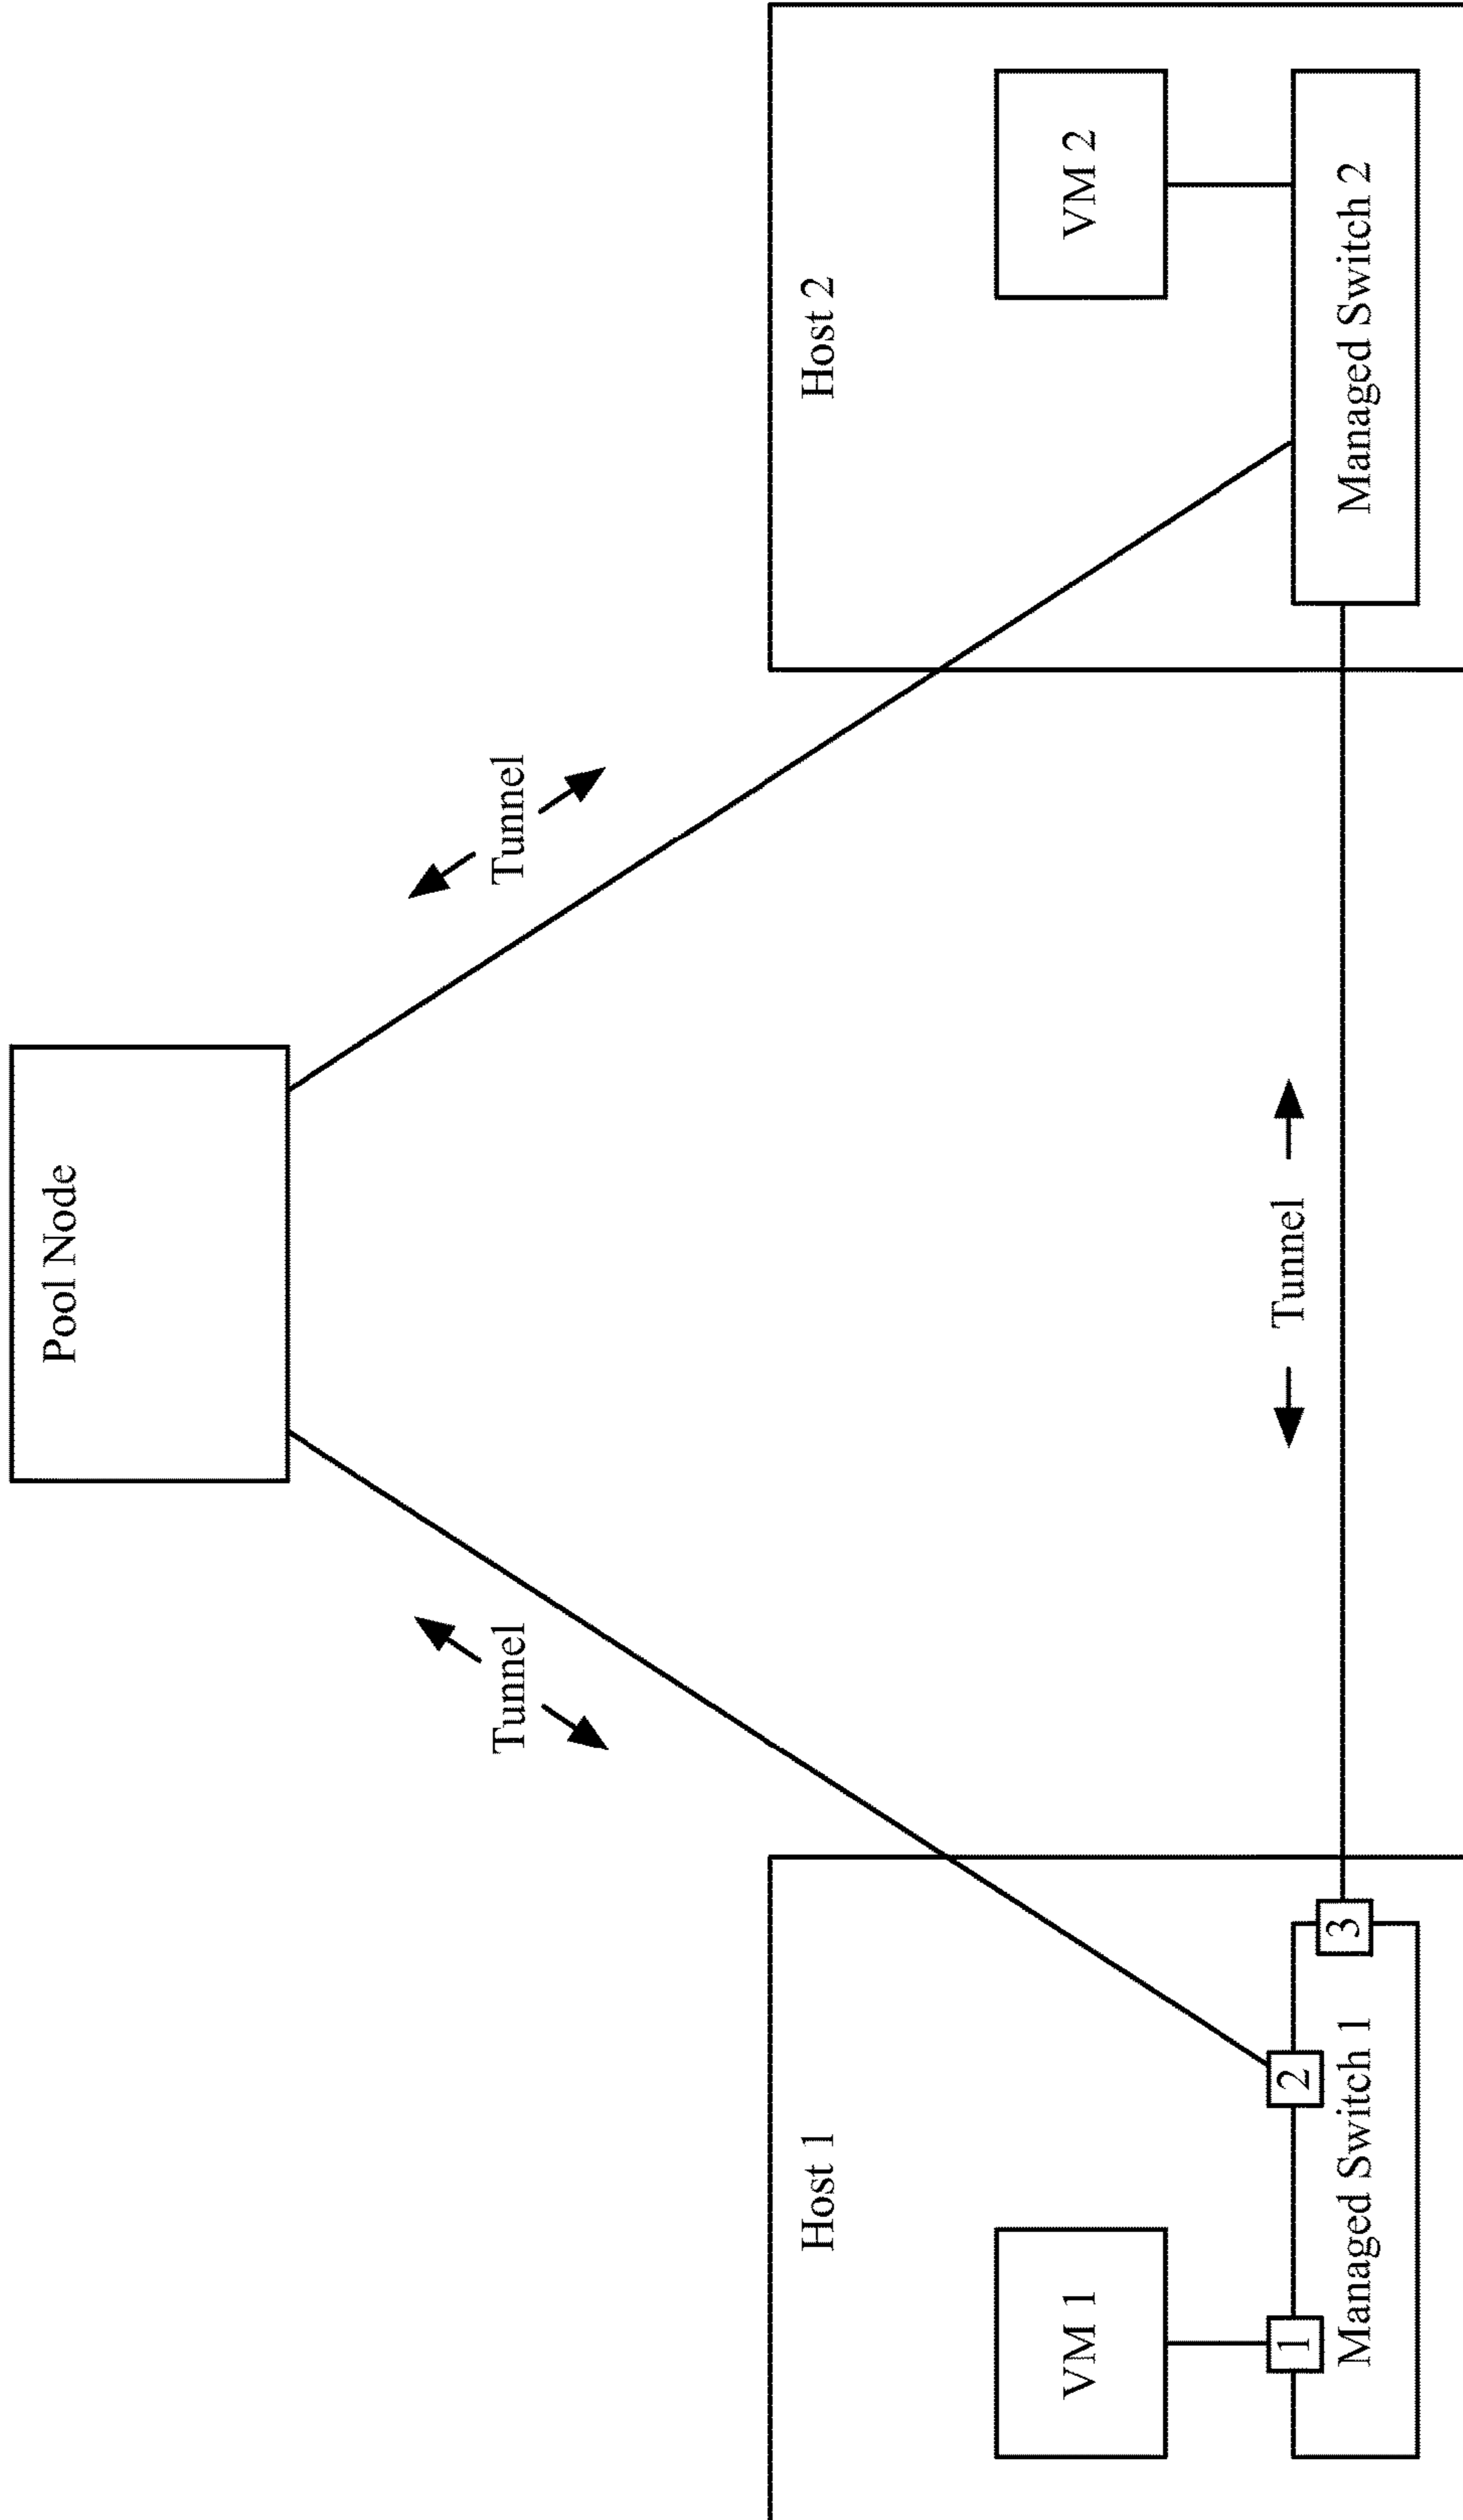 Pool Node
Tunnel
Tunnel
Host 1
Host 2
VM 1
VM 2
Tunnel
1
2
3
Managed Switch 1
Managed Switch 2